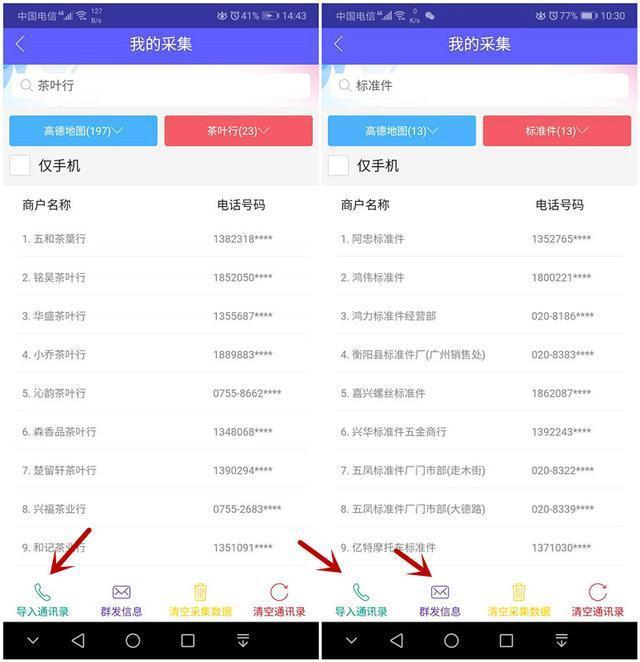 中国电信 4G 127 B/s 41% 14:43
我的采集
茶叶行
高德地图(197) 茶叶行(23)
仅手机
商户名称 电话号码
1. 五和茶葉行 1382318****
2. 铭昊茶叶行 1852050****
3. 华盛茶叶行 1355687****
4. 小乔茶叶行 1889883****
5. 沁韵茶叶行 0755-8662****
6. 森香品茶叶行 1348068****
7. 楚留轩茶叶行 1390294****
8. 兴福茶业行 0755-2683****
9. 和记茶业行 1351091****
导入通讯录 群发信息 清空采集数据 清空通讯录
中国电信 4G 0 B/s 77% 10:30
我的采集
标准件
高德地图(13) 标准件(13)
仅手机
商户名称 电话号码
1. 阿忠标准件 1352765****
2. 鸿伟标准件 1800221****
3. 鸿力标准件经营部 020-8186****
4. 衡阳县标准件厂(广州销售处) 020-8383****
5. 嘉兴螺丝标准件 1862087****
6. 兴华标准件五金商行 1392243****
7. 五凤标准件厂门市部(走木街) 020-8322****
8. 五凤标准件厂门市部(大德路) 020-8339****
9. 亿特摩托车标准件 1371030****
导入通讯录 群发信息 清空采集数据 清空通讯录